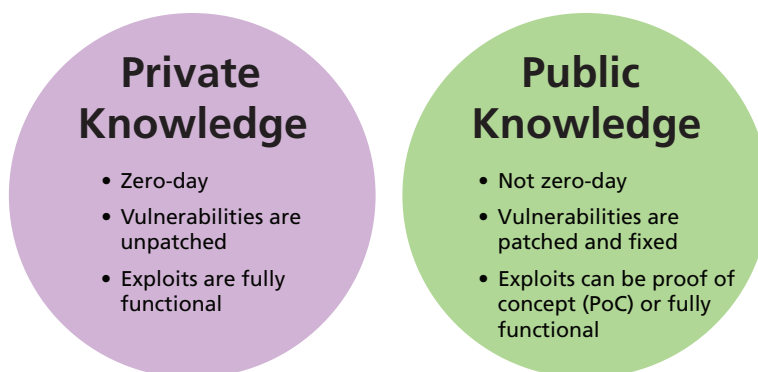 Private
Knowledge
• Zero-day
• Vulnerabilities are
unpatched
• Exploits are fully
functional
Public
Knowledge
• Not zero-day
• Vulnerabilities are
patched and fixed
• Exploits can be proof of
concept (PoC) or fully
functional